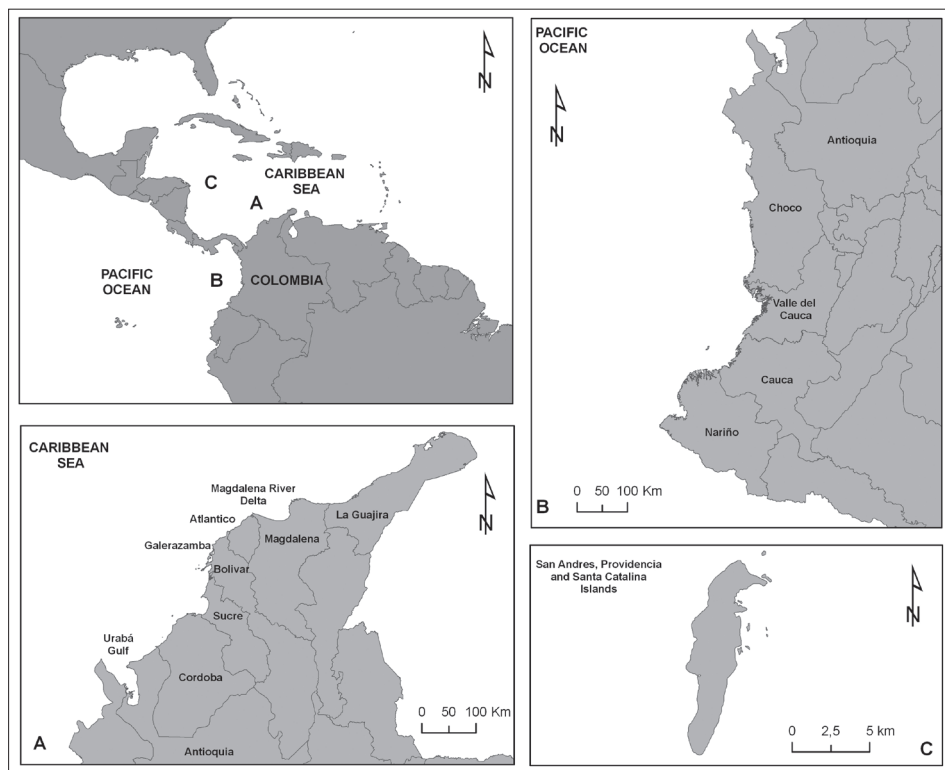 N
C
CARIBBEAN
SEA
A
PACIFIC
OCEAN
B
COLOMBIA
PACIFIC
OCEAN
N
Antioquia
Choco
Valle del
Cauca
Cauca
Nariño
0 50 100 Km
B
CARIBBEAN
SEA
N
Magdalena River
Delta
La Guajira
Atlantico
Magdalena
Galerazamba
Bolivar
Sucre
Urabá
Gulf
Cordoba
0 50 100 Km
A
Antioquia
San Andres, Providencia
and Santa Catalina
Islands
N
0 2,5 5 km
C